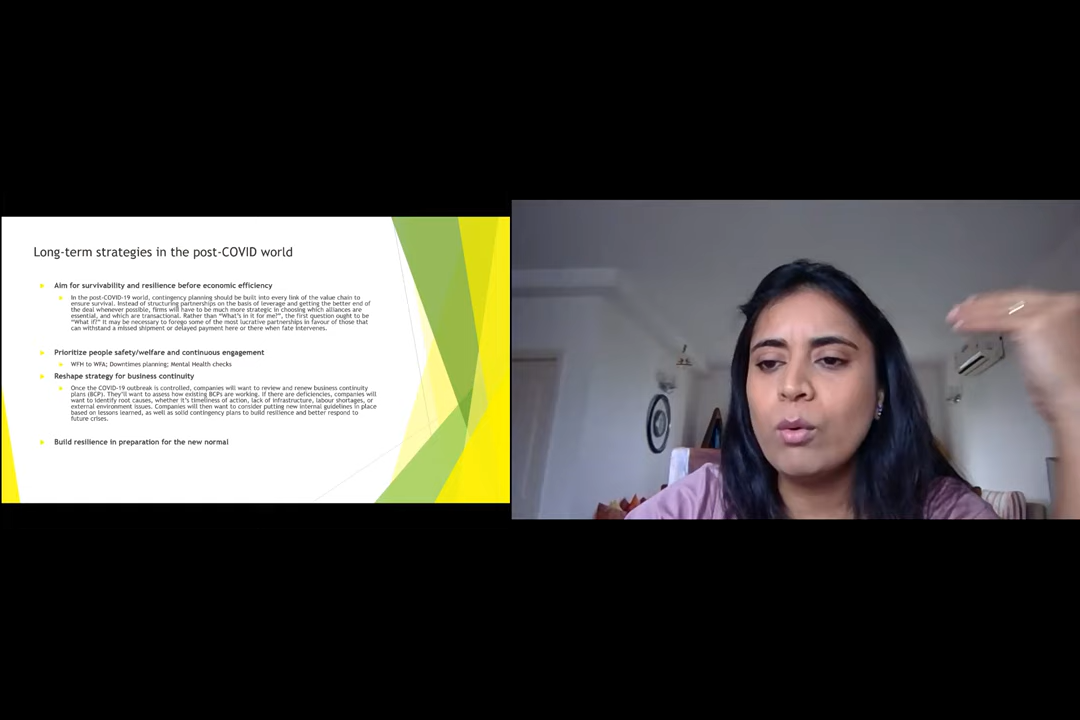 Long-term strategies in the post-COVID world
Aim for survivability and resilience before economic efficiency
In the post-COVID-19 world, contingency planning should be built into every link of the value chain to
ensure survival. Instead of structuring partnerships on the basis of leverage and getting the better end of
the deal whenever possible, firms will have to be much more strategic in choosing which alliances are
essential, and which are transactional. Rather than "What's in it for me?", the first question ought to be
"What if?" It may be necessary to forego some of the most lucrative partnerships in favour of those that
can withstand a missed shipment or delayed payment here or there when fate intervenes.
Prioritize people safety/welfare and continuous engagement
WFH to WFA; Downtimes planning; Mental Health checks
Reshape strategy for business continuity
Once the COVID-19 outbreak is controlled, companies will want to review and renew business continuity
plans (BCP). They'll want to assess how existing BCPs are working. If there are deficiencies, companies will
want to identify root causes, whether it's timeliness of action, lack of infrastructure, labour shortages, or
external environment issues. Companies will then want to consider putting new internal guidelines in place
based on lessons learned, as well as solid contingency plans to build resilience and better respond to
future crises.
Build resilience in preparation for the new normal